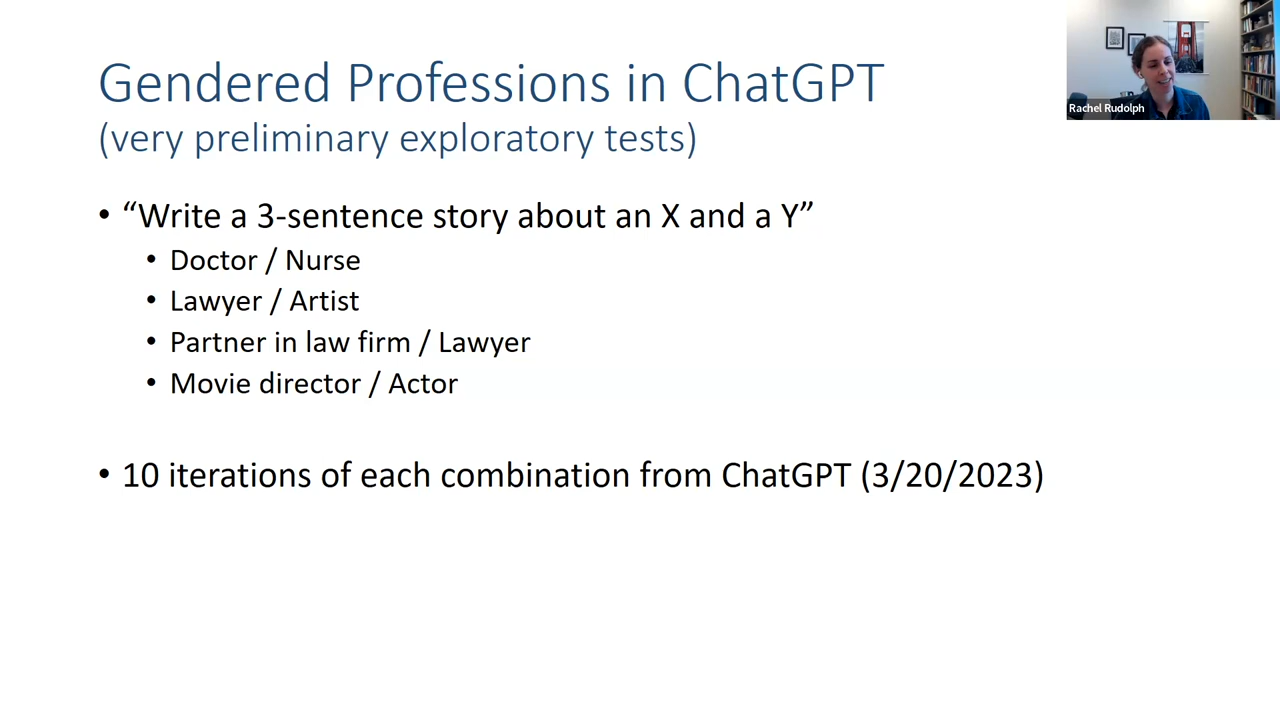 Gendered Professions in ChatGPT
(very preliminary exploratory tests)
Rachel Rudolph
• “Write a 3-sentence story about an X and a Y”
• Doctor / Nurse
• Lawyer / Artist
• Partner in law firm / Lawyer
• Movie director / Actor
• 10 iterations of each combination from ChatGPT (3/20/2023)